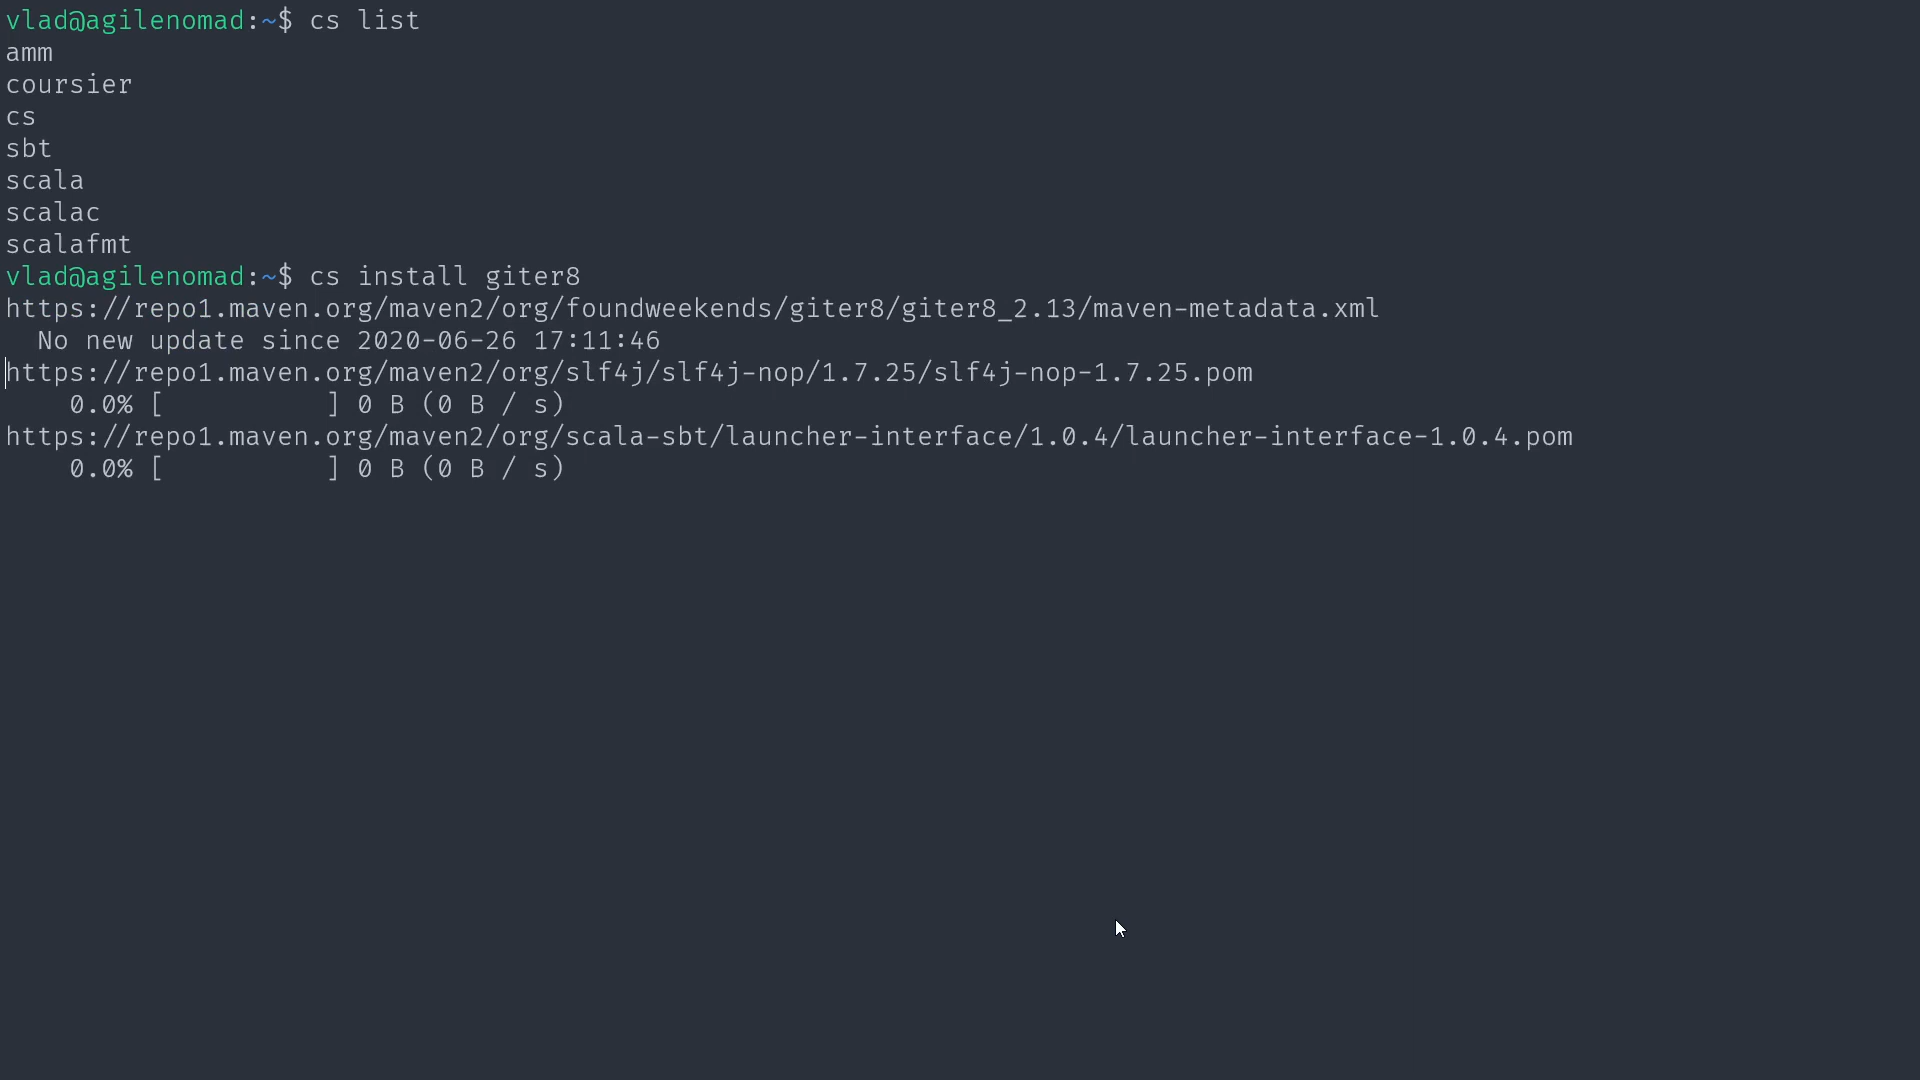 vlad@agilenomad:~$ cs list
amm
coursier
cs
sbt
scala
scalac
scalafmt
vlad@agilenomad:~$ cs install giter8
https://repo1.maven.org/maven2/org/foundweekends/giter8/giter8_2.13/maven-metadata.xml
  No new update since 2020-06-26 17:11:46
https://repo1.maven.org/maven2/org/slf4j/slf4j-nop/1.7.25/slf4j-nop-1.7.25.pom
    0.0% [          ] 0 B (0 B / s)
https://repo1.maven.org/maven2/org/scala-sbt/launcher-interface/1.0.4/launcher-interface-1.0.4.pom
    0.0% [          ] 0 B (0 B / s)